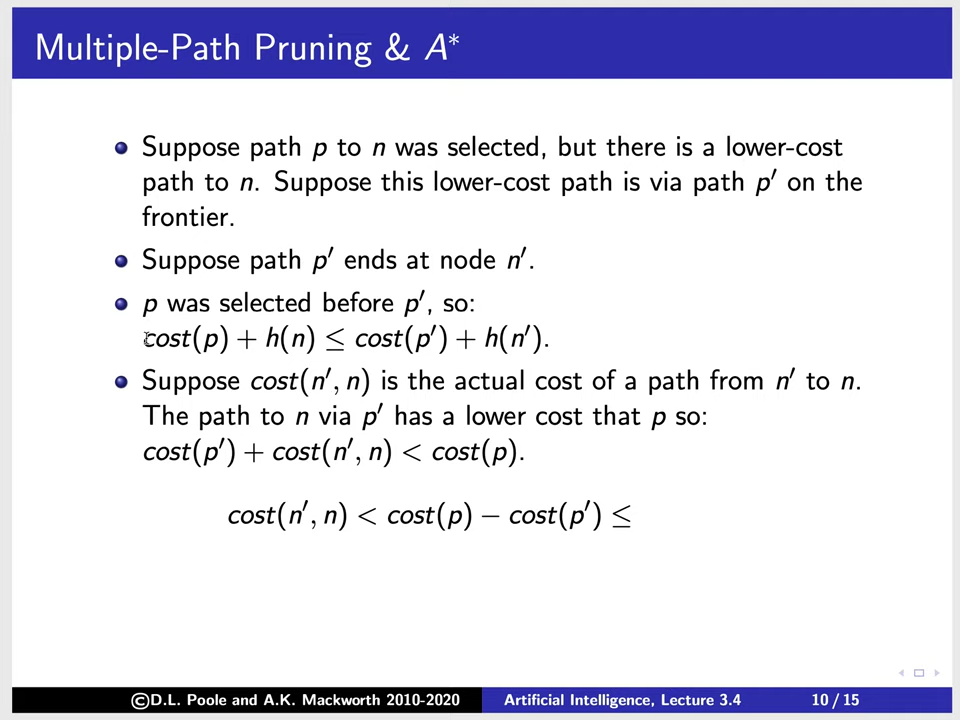 Multiple-Path Pruning & A*
Suppose path p to n was selected, but there is a lower-cost
path to n. Suppose this lower-cost path is via path p′ on the
frontier.
Suppose path p′ ends at node n′.
p was selected before p′, so:
cost(p) + h(n) ≤ cost(p′) + h(n′).
Suppose cost(n′, n) is the actual cost of a path from n′ to n.
The path to n via p′ has a lower cost that p so:
cost(p′) + cost(n′, n) < cost(p).
cost(n′, n) < cost(p) − cost(p′) ≤
©D.L. Poole and A.K. Mackworth 2010-2020 Artificial Intelligence, Lecture 3.4 10 / 15